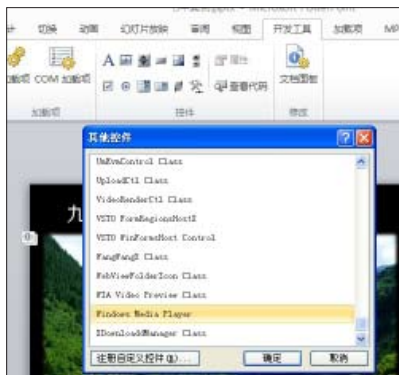 切换 动画 幻灯片放映 审阅 视图 开发工具 加载项
加载项 COM 加载项 属性 查看代码 文档面板
加载项 控件 修改
其他控件
UmEvmControl Class
UploadCtl Class
VideoRenderCtl Class
VSTO FormRegionsHostX
VSTO WinFormsHost Control
WangWangX Class
WebViewFolderIcon Class
WIA Video Preview Class
Windows Media Player
XDownloadManager Class
注册自定义控件(R)... 确定 取消
九